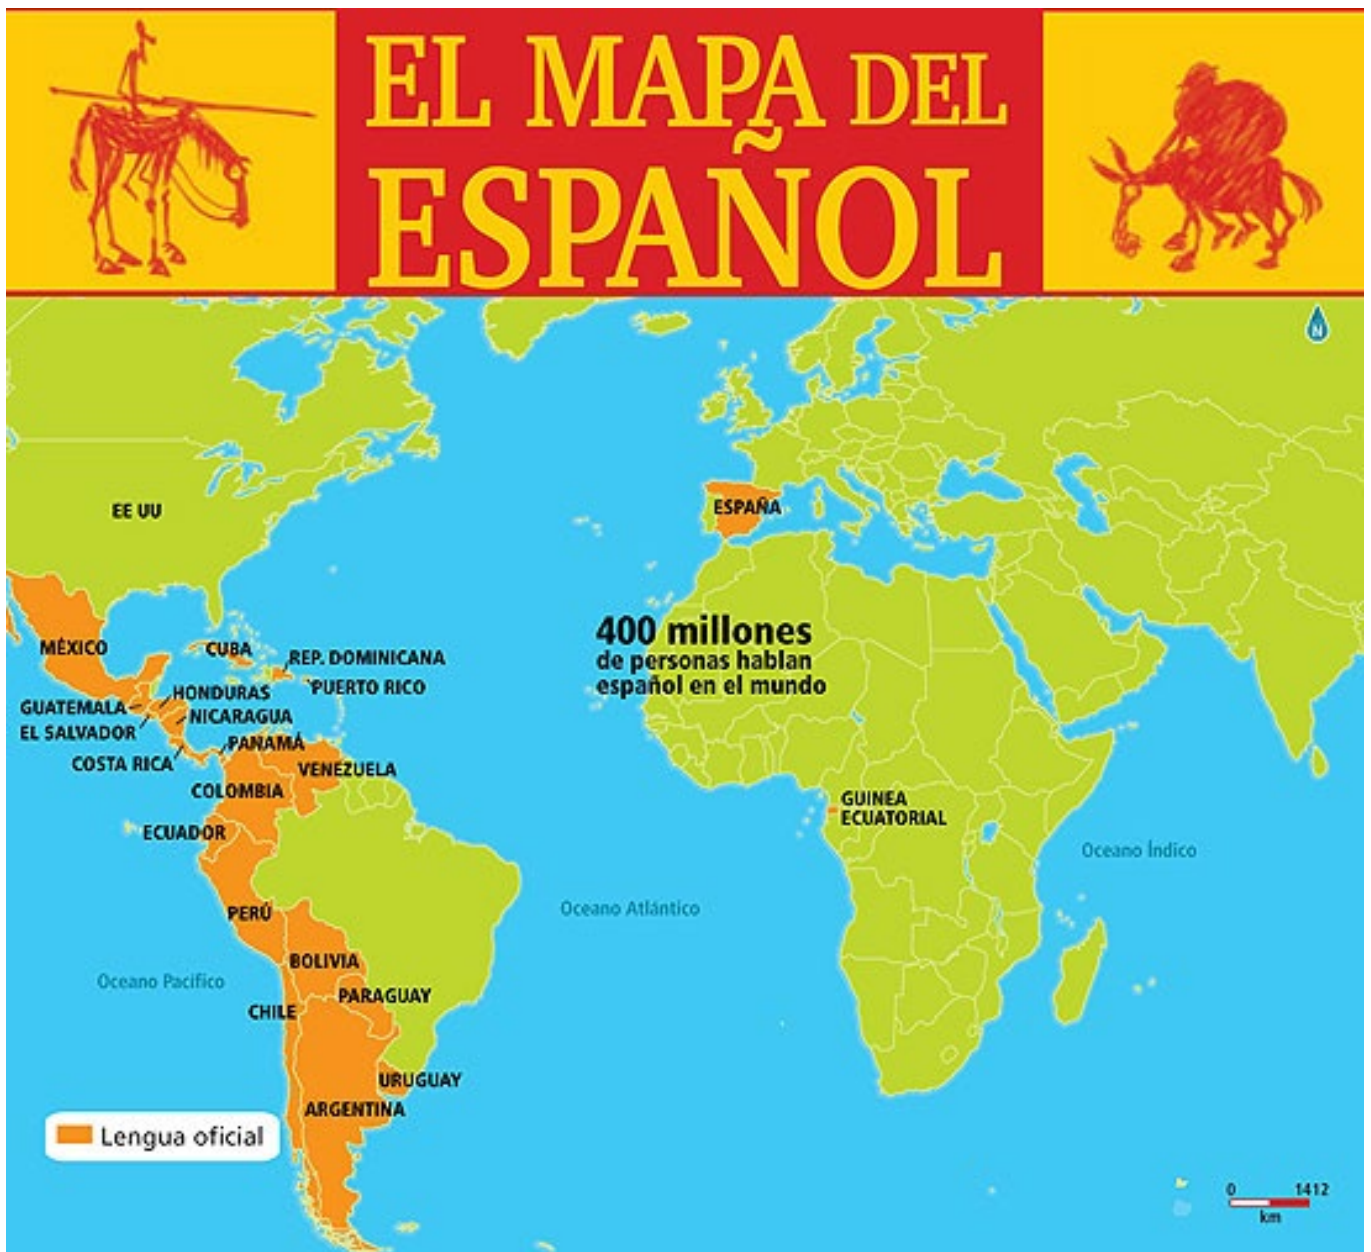 EL MAPA DEL
ESPAÑOL
N
EE UU
ESPAÑA
400 millones
de personas hablan
español en el mundo
MÉXICO
CUBA
REP. DOMINICANA
PUERTO RICO
HONDURAS
GUATEMALA
NICARAGUA
EL SALVADOR
PANAMÁ
COSTA RICA
VENEZUELA
COLOMBIA
GUINEA
ECUATORIAL
ECUADOR
Oceano Índico
PERÚ
Oceano Atlántico
BOLIVIA
Oceano Pacífico
PARAGUAY
CHILE
URUGUAY
ARGENTINA
Lengua oficial
0 1412
km